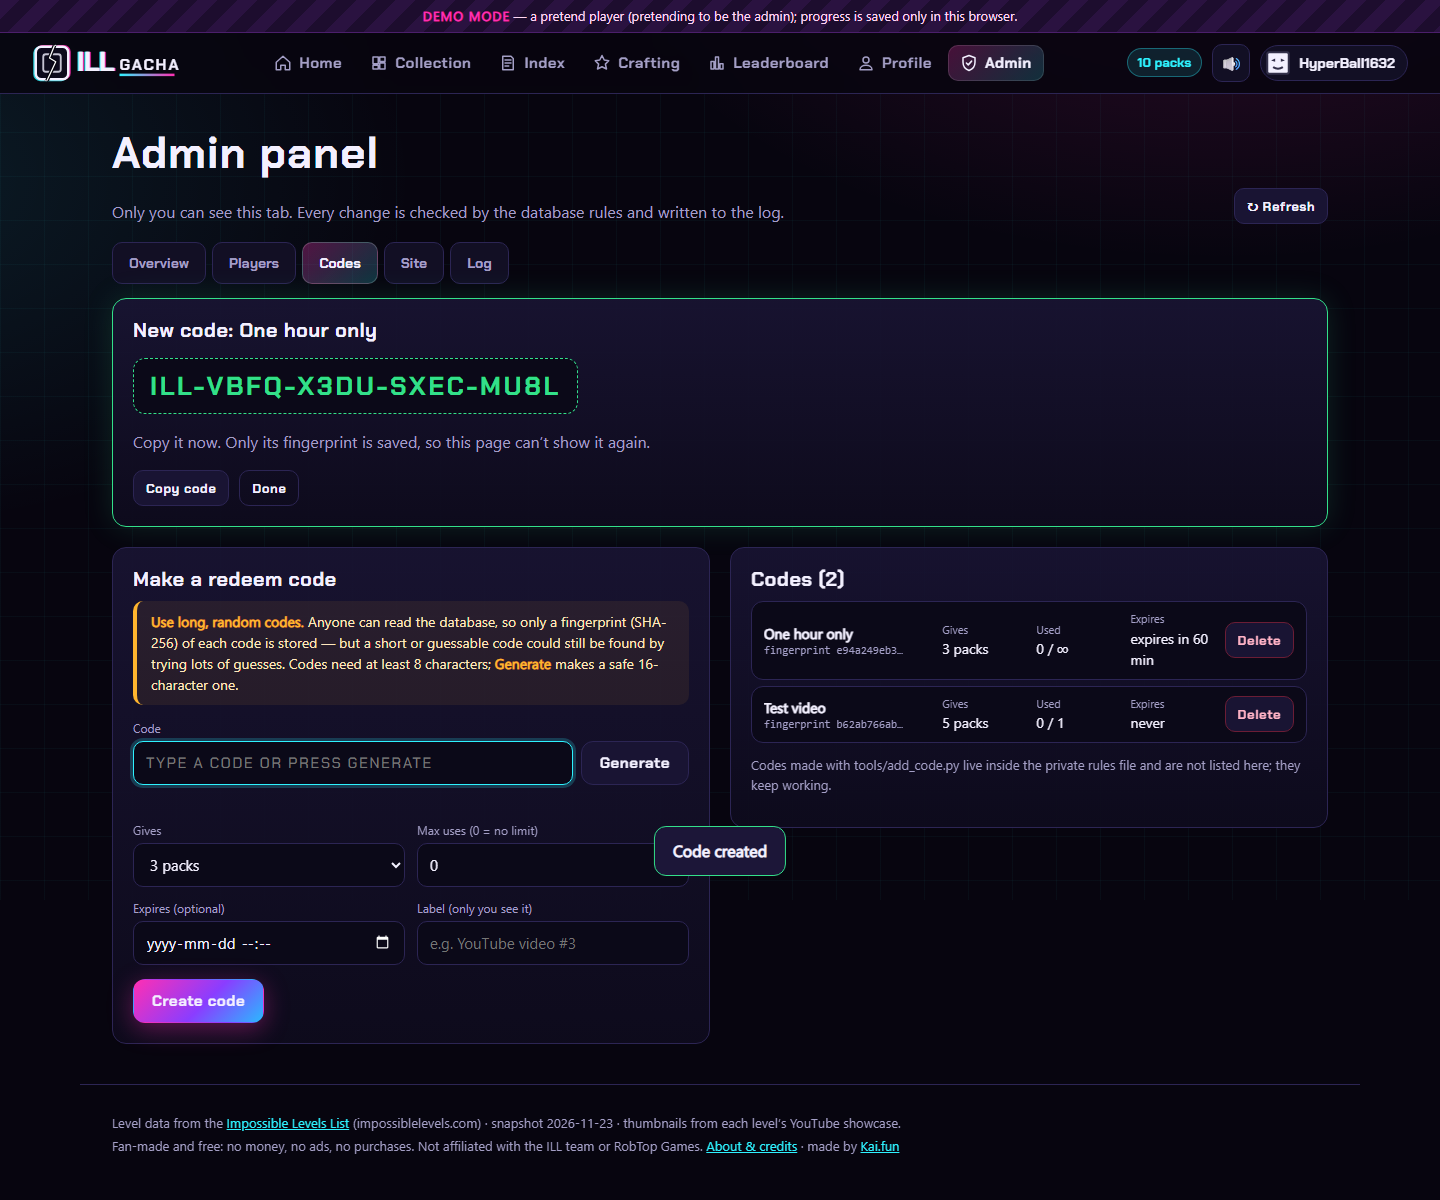 DEMO MODE — a pretend player (pretending to be the admin); progress is saved only in this browser.
ILL GACHA
Home
Collection
Index
Crafting
Leaderboard
Profile
Admin
10 packs
HyperBall1632
Admin panel
Only you can see this tab. Every change is checked by the database rules and written to the log.
↻ Refresh
Overview
Players
Codes
Site
Log
New code: One hour only
ILL-VBFQ-X3DU-SXEC-MU8L
Copy it now. Only its fingerprint is saved, so this page can't show it again.
Copy code
Done
Make a redeem code
Use long, random codes. Anyone can read the database, so only a fingerprint (SHA-
256) of each code is stored — but a short or guessable code could still be found by
trying lots of guesses. Codes need at least 8 characters; Generate makes a safe 16-
character one.
Code
TYPE A CODE OR PRESS GENERATE
Generate
Gives
Max uses (0 = no limit)
3 packs
0
Expires (optional)
Label (only you see it)
yyyy-mm-dd --:--
e.g. YouTube video #3
Create code
Codes (2)
One hour only
fingerprint e94a249eb3…
Gives
3 packs
Used
0 / ∞
Expires
expires in 60
min
Delete
Test video
fingerprint b62ab766ab…
Gives
5 packs
Used
0 / 1
Expires
never
Delete
Codes made with tools/add_code.py live inside the private rules file and are not listed here; they
keep working.
Code created
Level data from the Impossible Levels List (impossiblelevels.com) · snapshot 2026-11-23 · thumbnails from each level's YouTube showcase.
Fan-made and free: no money, no ads, no purchases. Not affiliated with the ILL team or RobTop Games. About & credits · made by Kai.fun